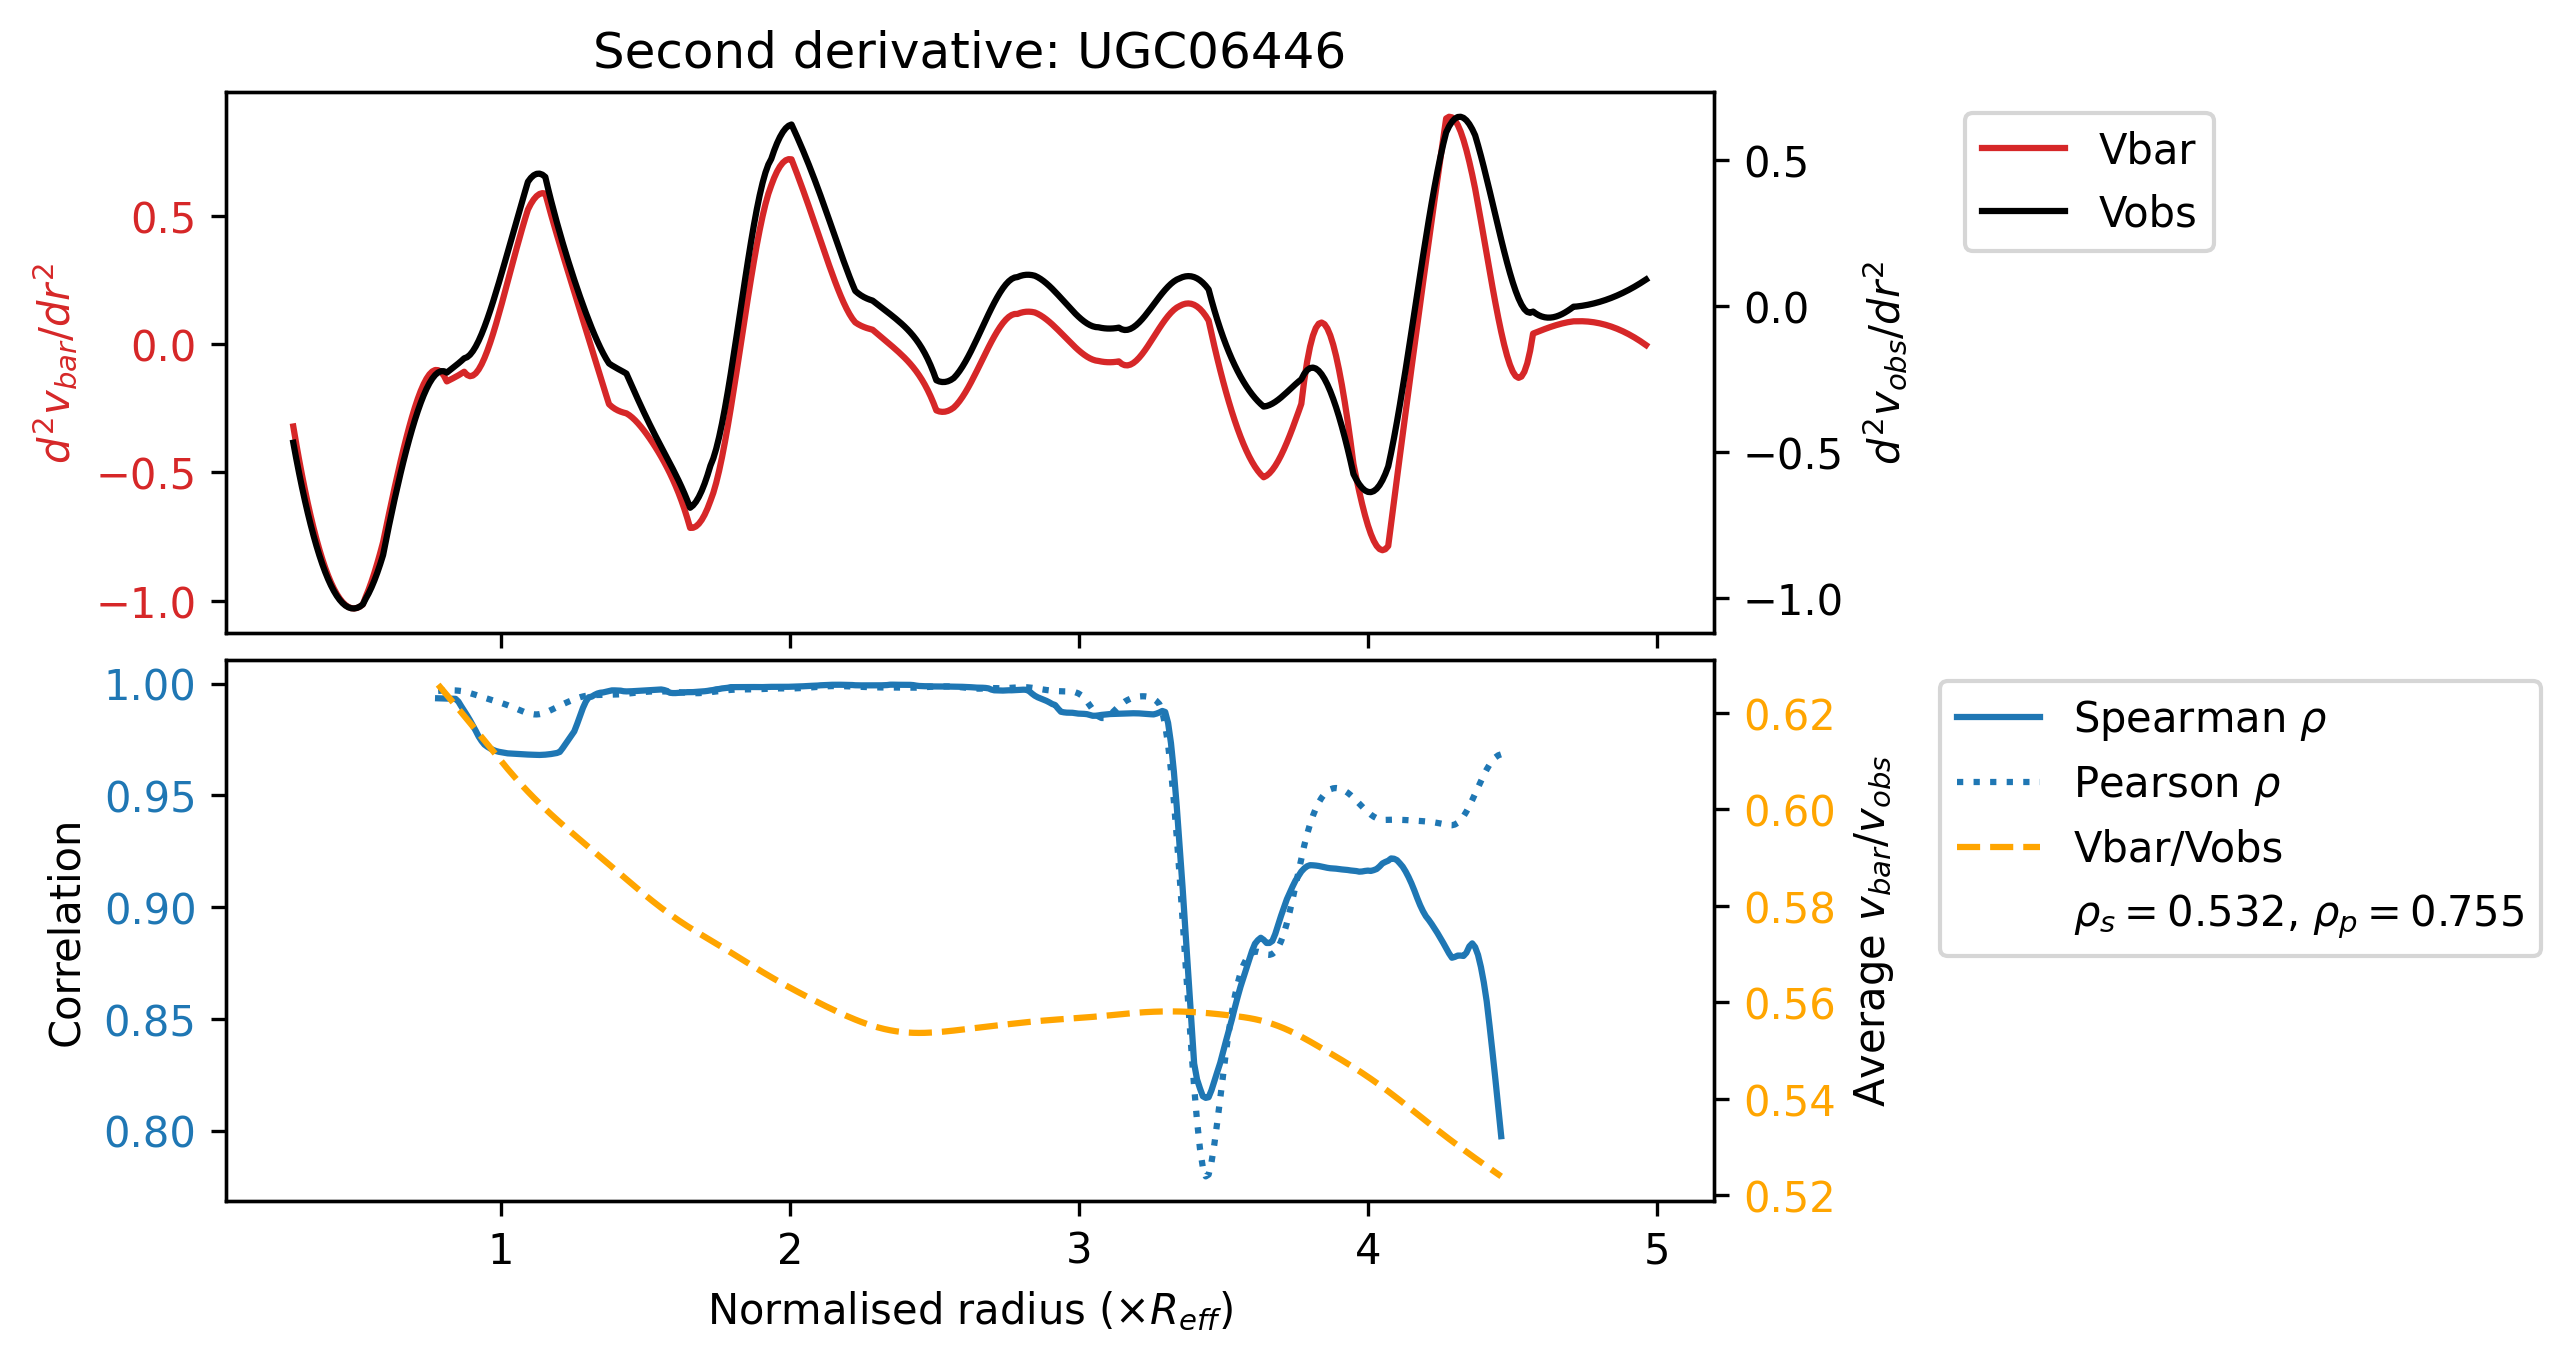 Second derivative: UGC06446
d²v_bar/dr²
0.5
0.0
−0.5
−1.0
0.5
0.0
−0.5
−1.0
d²v_obs/dr²
Vbar
Vobs
Correlation
1.00
0.95
0.90
0.85
0.80
0.62
0.60
0.58
0.56
0.54
0.52
Average v_bar/v_obs
Spearman ρ
Pearson ρ
Vbar/Vobs
ρ_s = 0.532, ρ_p = 0.755
1 2 3 4 5
Normalised radius (×R_eff)